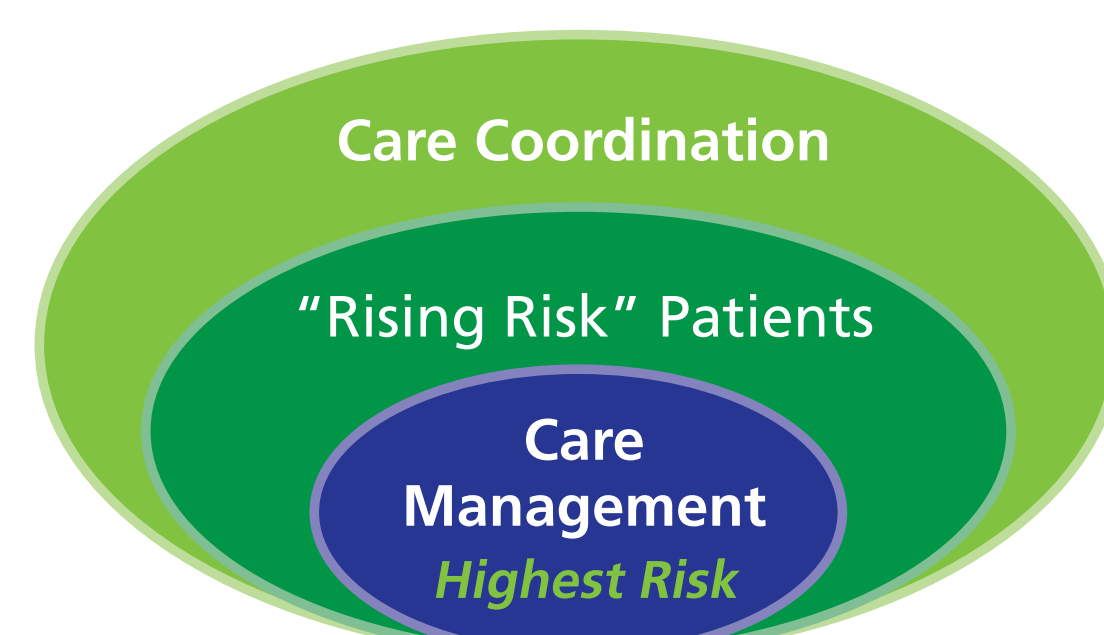 Care Coordination
“Rising Risk” Patients
Care
Management
Highest Risk